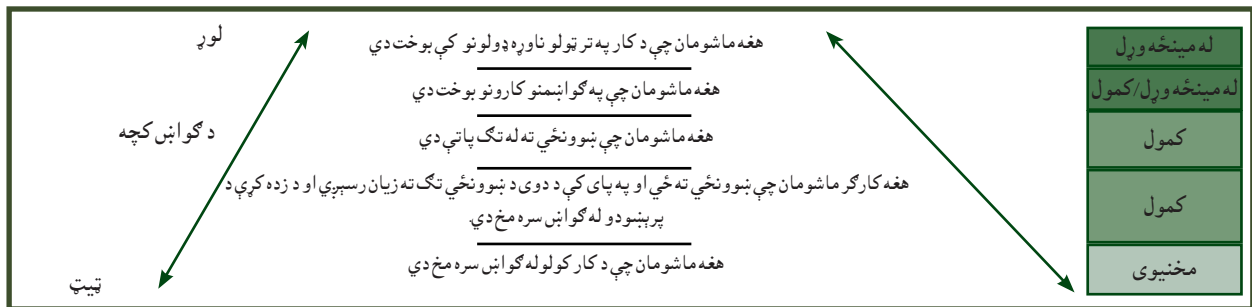 له مینځه وړل
هغه ماشومان چې د کار په تر ټولو ناوړه ډولونو کې بوخت دي
لوړ
له مینځه وړل/کمول
هغه ماشومان چې په ګواښمنو کارونو بوخت دي
کمول
هغه ماشومان چې ښوونځي ته له تګ پاتې دي
د ګواښ کچه
کمول
هغه کارګر ماشومان چې ښوونځي ته ځي او په پای کې د دوی د ښوونځي تګ ته زیان رسېږي او د زده کړې د
پرېښودو له ګواښ سره مخ دي.
مخنیوی
هغه ماشومان چې د کار کولو له ګواښ سره مخ دي
ټیټ